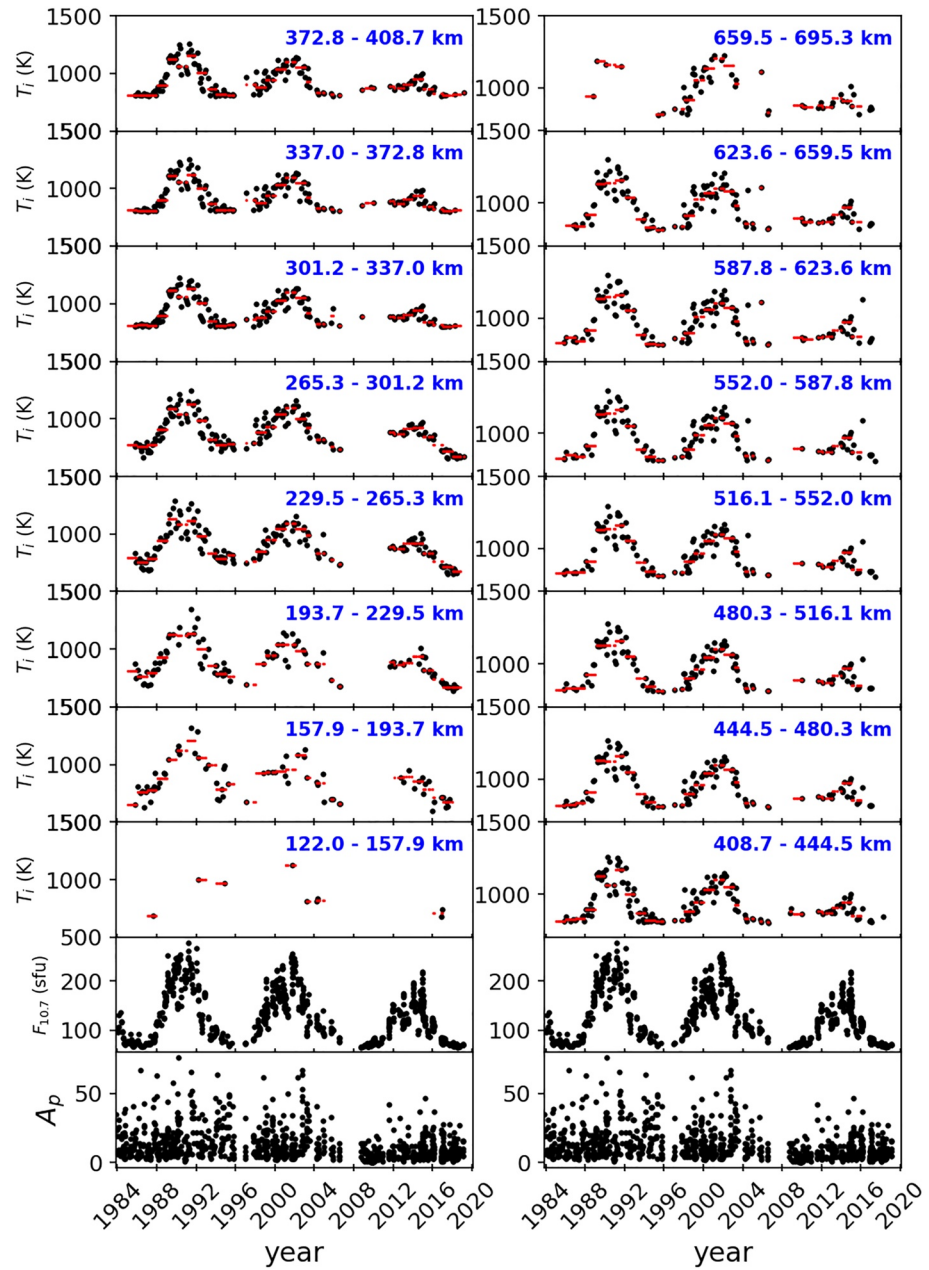 1500
372.8 - 408.7 km
1000
T_i (K)
1500
337.0 - 372.8 km
1000
T_i (K)
1500
301.2 - 337.0 km
1000
T_i (K)
1500
265.3 - 301.2 km
1000
T_i (K)
1500
229.5 - 265.3 km
1000
T_i (K)
1500
193.7 - 229.5 km
1000
T_i (K)
1500
157.9 - 193.7 km
1000
T_i (K)
1500
122.0 - 157.9 km
1000
T_i (K)
500
200
F_10.7 (sfu)
100
50
A_p
0
1984 1988 1992 1996 2000 2004 2008 2012 2016 2020
year
1500
659.5 - 695.3 km
1000
1500
623.6 - 659.5 km
1000
1500
587.8 - 623.6 km
1000
1500
552.0 - 587.8 km
1000
1500
516.1 - 552.0 km
1000
1500
480.3 - 516.1 km
1000
1500
444.5 - 480.3 km
1000
1500
408.7 - 444.5 km
1000
500
200
100
50
0
1984 1988 1992 1996 2000 2004 2008 2012 2016 2020
year